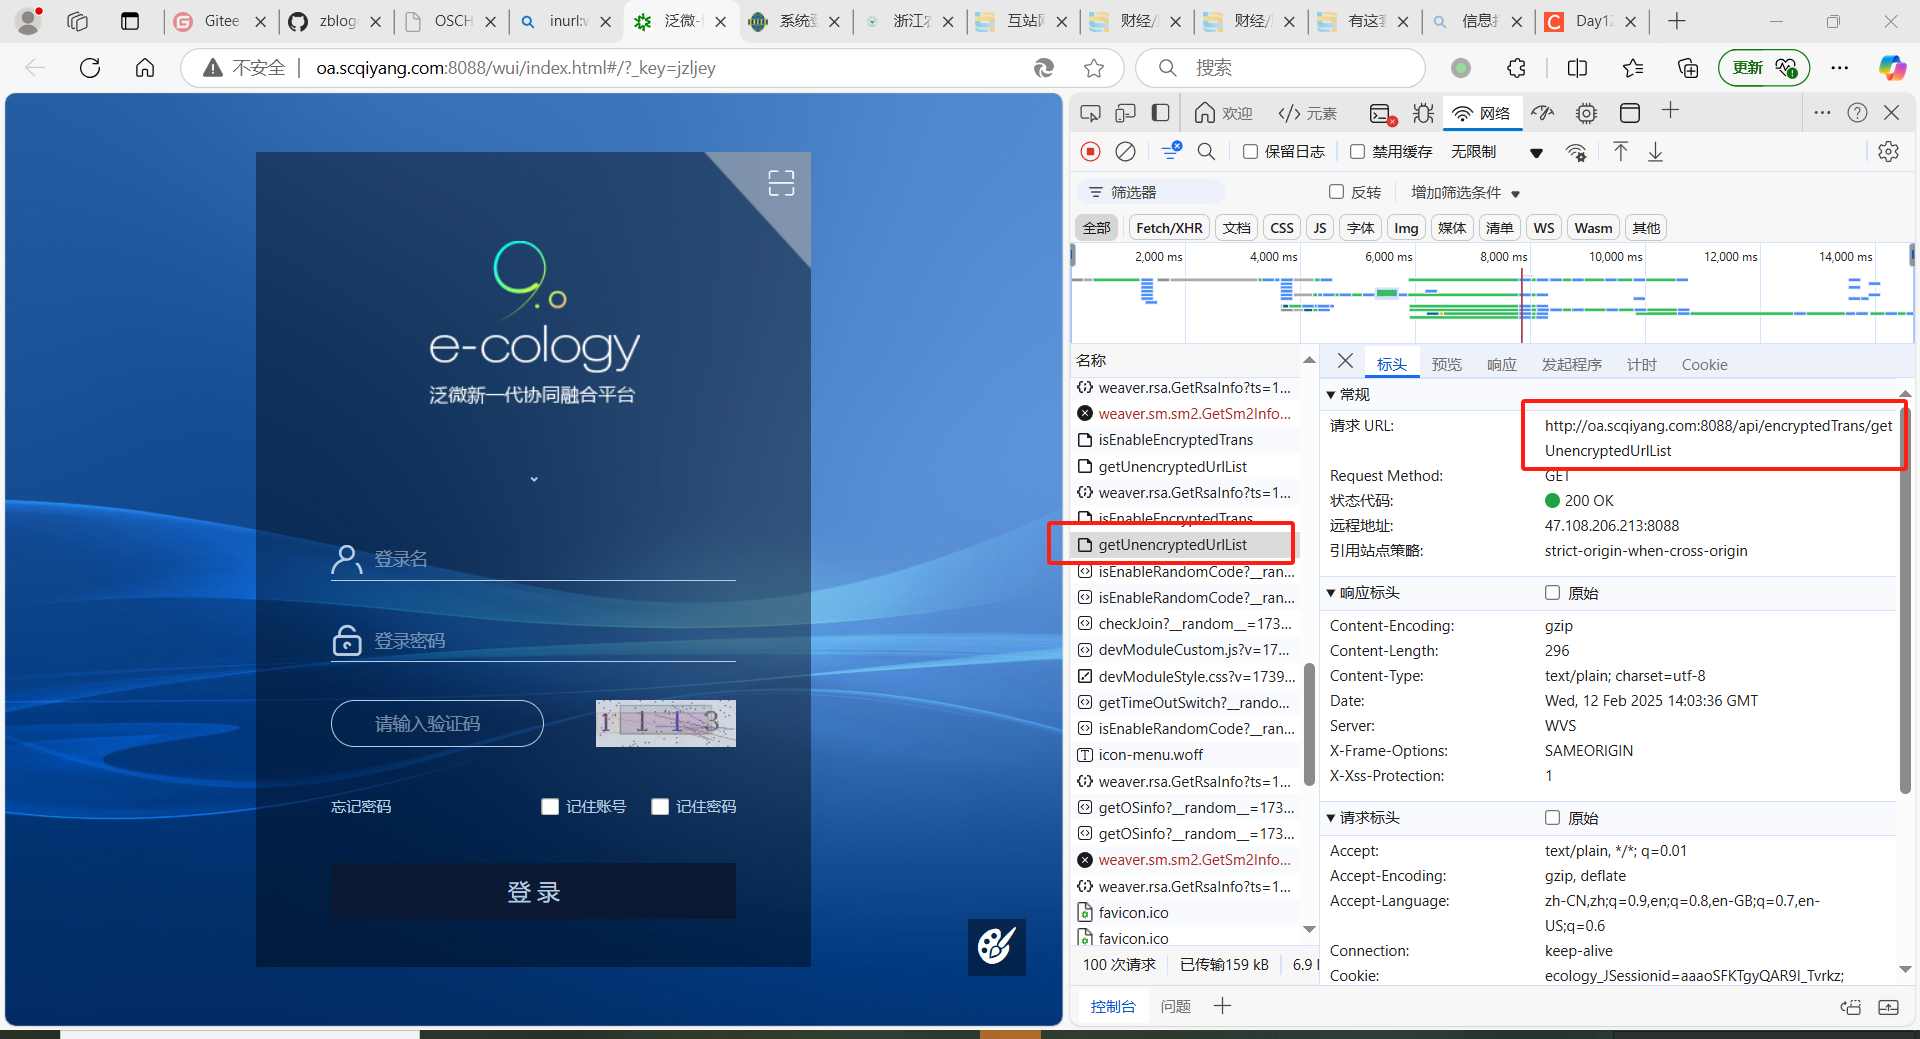 Gitee
zblog
OSCH
inurl:w
泛微-
系统登
浙江农
互站网
财经/
财经/
有这
信息
Day12
不安全
oa.scqiyang.com:8088/wui/index.html#/?_key=jzljey
搜索
更新
9.0
e-cology
泛微新一代协同融合平台
登录名
登录密码
请输入验证码
1 1 1 3
忘记密码
记住账号
记住密码
登录
欢迎
元素
网络
保留日志
禁用缓存
无限制
筛选器
反转
增加筛选条件
全部
Fetch/XHR
文档
CSS
JS
字体
Img
媒体
清单
WS
Wasm
其他
2,000 ms
4,000 ms
6,000 ms
8,000 ms
10,000 ms
12,000 ms
14,000 ms
名称
weaver.rsa.GetRsaInfo?ts=1...
weaver.sm.sm2.GetSm2Info...
isEnableEncryptedTrans
getUnencryptedUrlList
weaver.rsa.GetRsaInfo?ts=1...
isEnableEncryptedTrans
getUnencryptedUrlList
isEnableRandomCode?__ran...
isEnableRandomCode?__ran...
checkJoin?__random__=173...
devModuleCustom.js?v=17...
devModuleStyle.css?v=1739...
getTimeOutSwitch?__rando...
isEnableRandomCode?__ran...
icon-menu.woff
weaver.rsa.GetRsaInfo?ts=1...
getOSinfo?__random__=173...
getOSinfo?__random__=173...
weaver.sm.sm2.GetSm2Info...
weaver.rsa.GetRsaInfo?ts=1...
favicon.ico
favicon.ico
100 次请求
已传输159 kB
6.9
标头
预览
响应
发起程序
计时
Cookie
常规
请求 URL:
http://oa.scqiyang.com:8088/api/encryptedTrans/get
UnencryptedUrlList
Request Method:
GET
状态代码:
200 OK
远程地址:
47.108.206.213:8088
引用站点策略:
strict-origin-when-cross-origin
响应标头
原始
Content-Encoding:
gzip
Content-Length:
296
Content-Type:
text/plain; charset=utf-8
Date:
Wed, 12 Feb 2025 14:03:36 GMT
Server:
WVS
X-Frame-Options:
SAMEORIGIN
X-Xss-Protection:
1
请求标头
原始
Accept:
text/plain, */*; q=0.01
Accept-Encoding:
gzip, deflate
Accept-Language:
zh-CN,zh;q=0.9,en;q=0.8,en-GB;q=0.7,en-
US;q=0.6
Connection:
keep-alive
Cookie:
ecology_JSessionid=aaaoSFKTgyQAR9I_Tvrkz;
控制台
问题